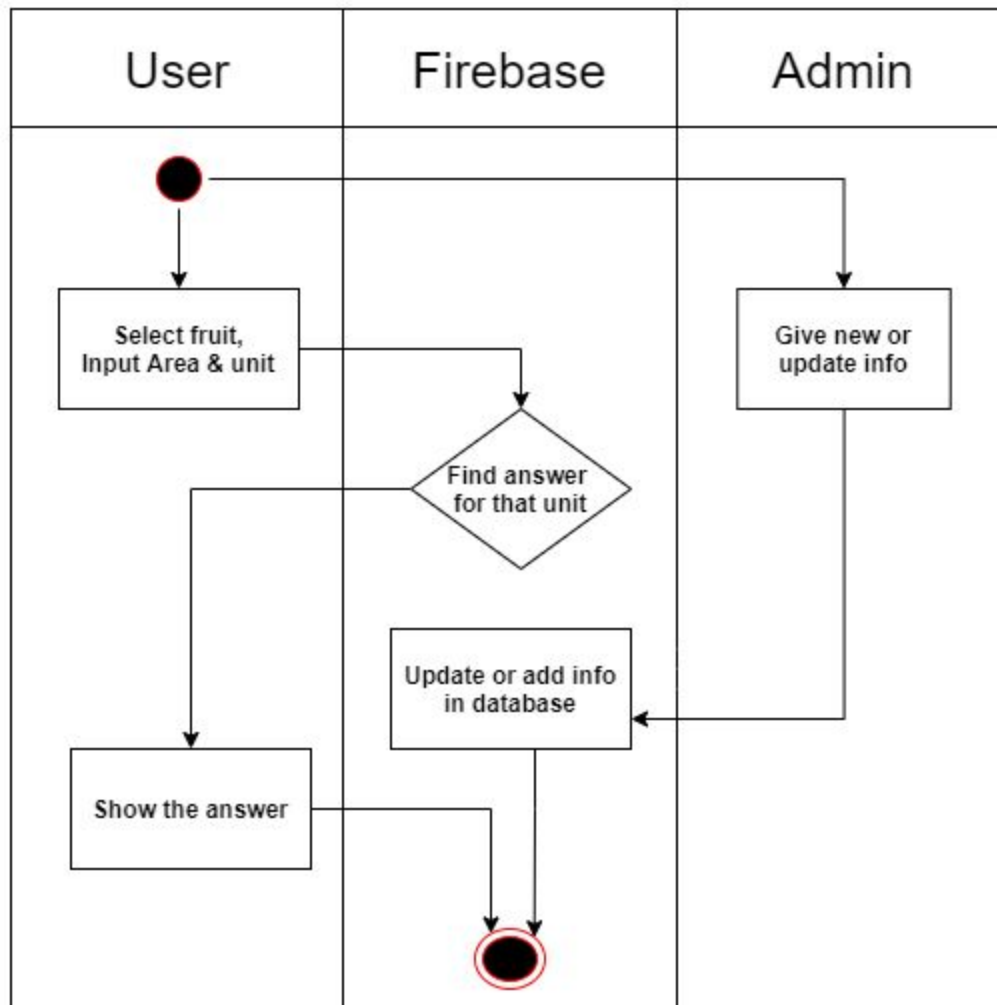 User
Firebase
Admin
Select fruit,
Input Area & unit
Give new or
update info
Find answer
for that unit
Update or add info
in database
Show the answer